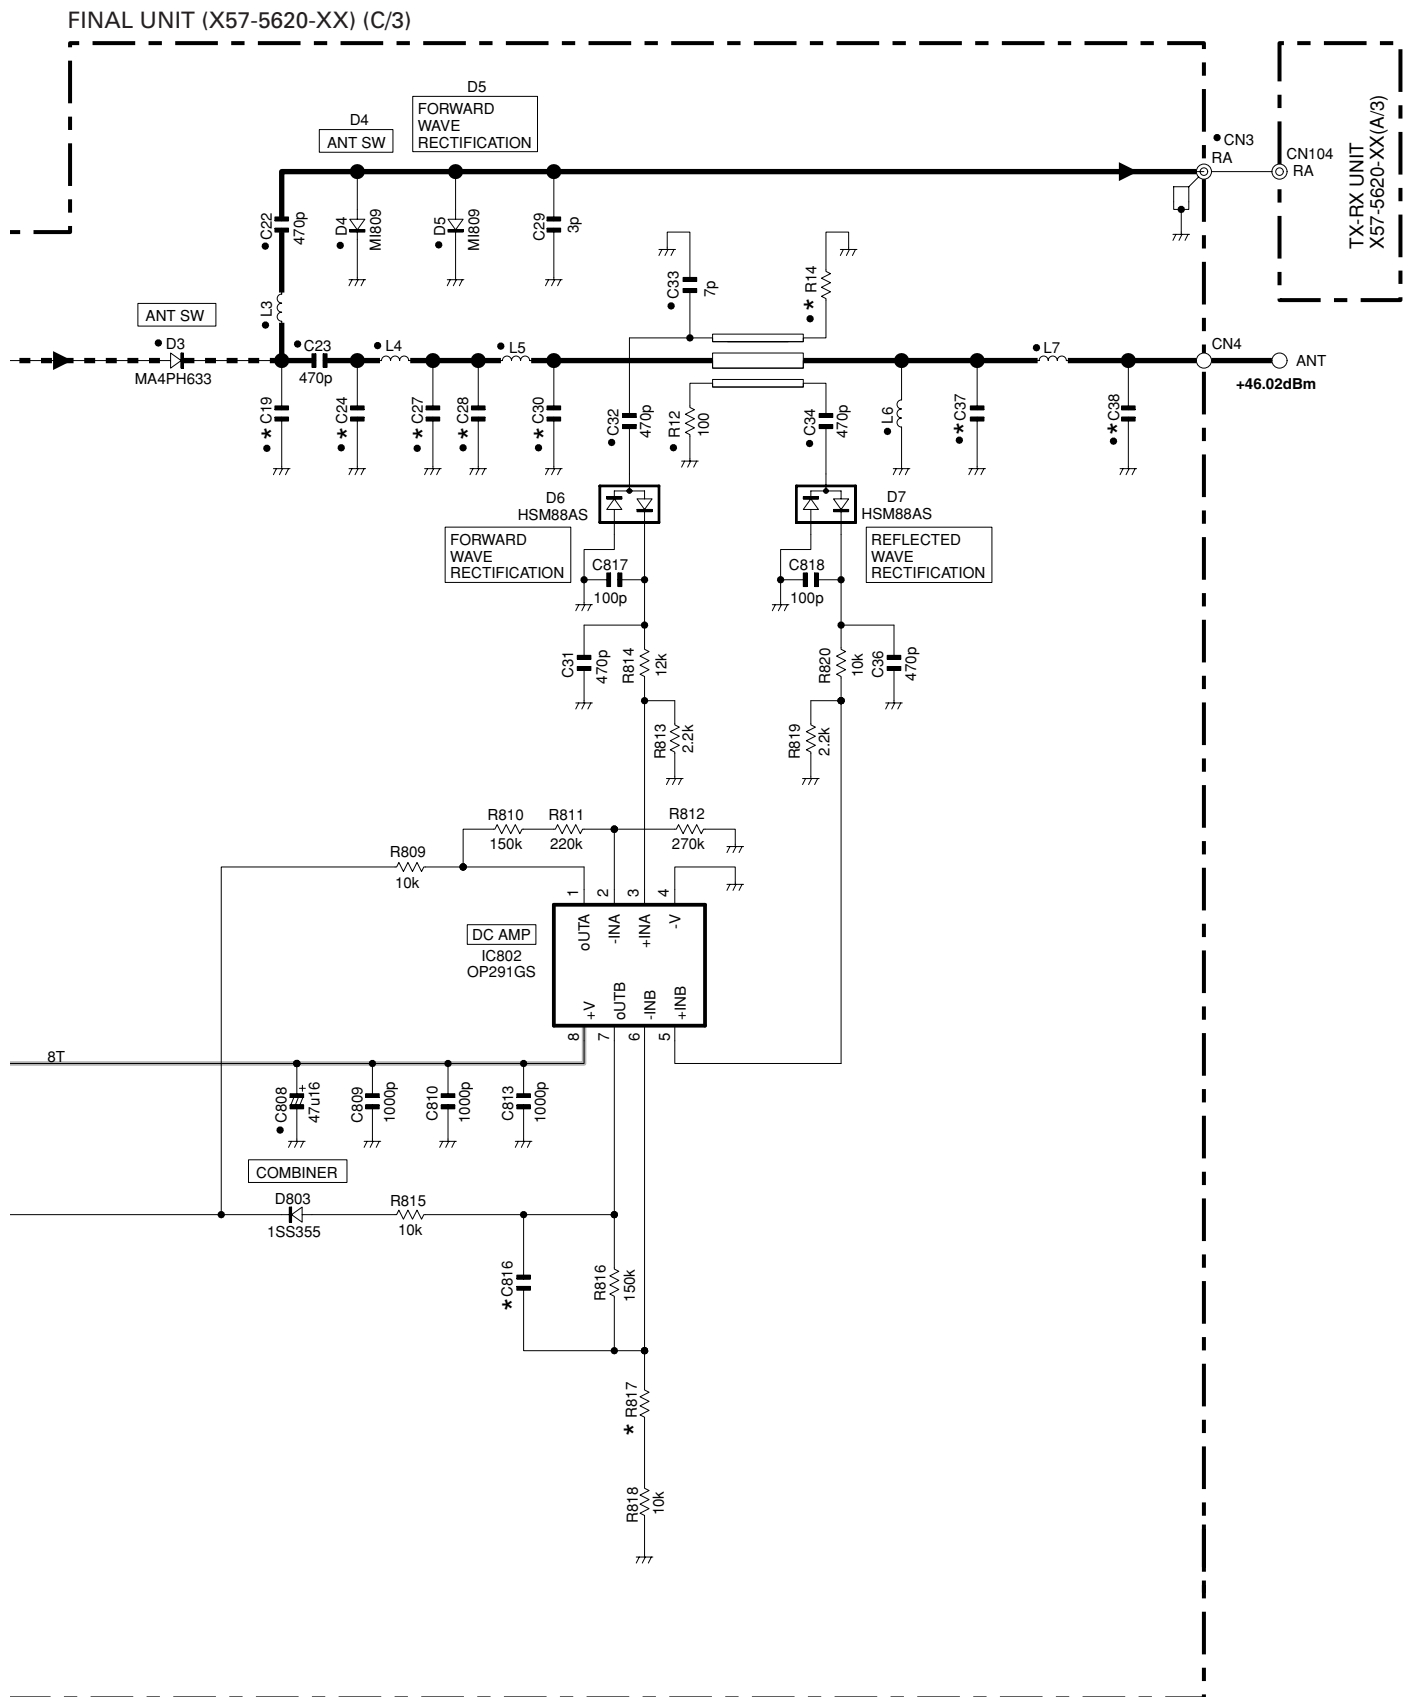 FINAL UNIT (X57-5620-XX) (C/3)
D5
FORWARD
WAVE
RECTIFICATION
D4
ANT SW
● CN3
RA
CN104
RA
TX-RX UNIT
X57-5620-XX(A/3)
● C22
470p
● D4
MI809
● D5
MI809
C29
3p
● C33
7p
● * R14
● L3
ANT SW
● D3
MA4PH633
● C23
470p
● L4
● L5
● L7
CN4
ANT
+46.02dBm
● * C19
● * C24
● * C27
● * C28
● * C30
● C32
470p
● R12
100
● C34
470p
● L6
● * C37
● * C38
D6
HSM88AS
FORWARD
WAVE
RECTIFICATION
D7
HSM88AS
REFLECTED
WAVE
RECTIFICATION
C817
100p
C818
100p
C31
470p
R814
12k
R820
10k
C36
470p
R813
2.2k
R819
2.2k
R810
150k
R811
220k
R812
270k
R809
10k
1
2
3
4
oUTA
-INA
+INA
-V
DC AMP
IC802
OP291GS
+V
oUTB
-INB
+INB
8
7
6
5
8T
● C808
+
47u16
C809
1000p
C810
1000p
C813
1000p
COMBINER
D803
1SS355
R815
10k
* C816
R816
150k
* R817
R818
10k